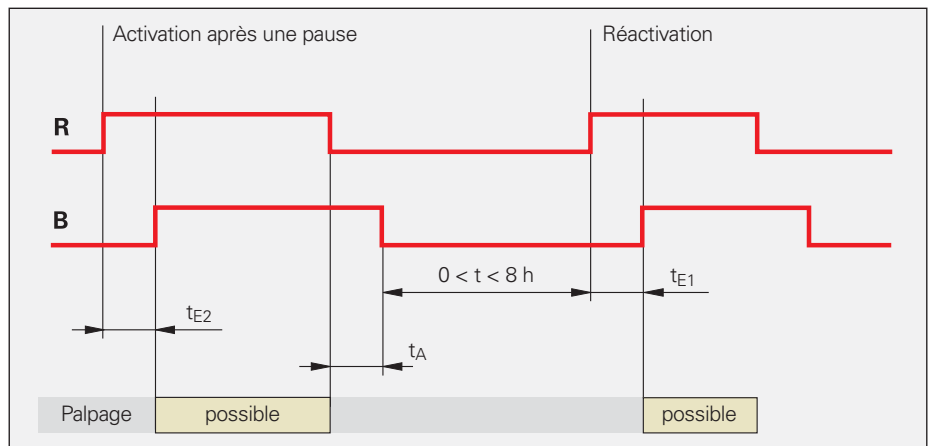 Activation après une pause
Réactivation
R
B
0 < t < 8 h
tE1
tE2
tA
Palpage
possible
possible